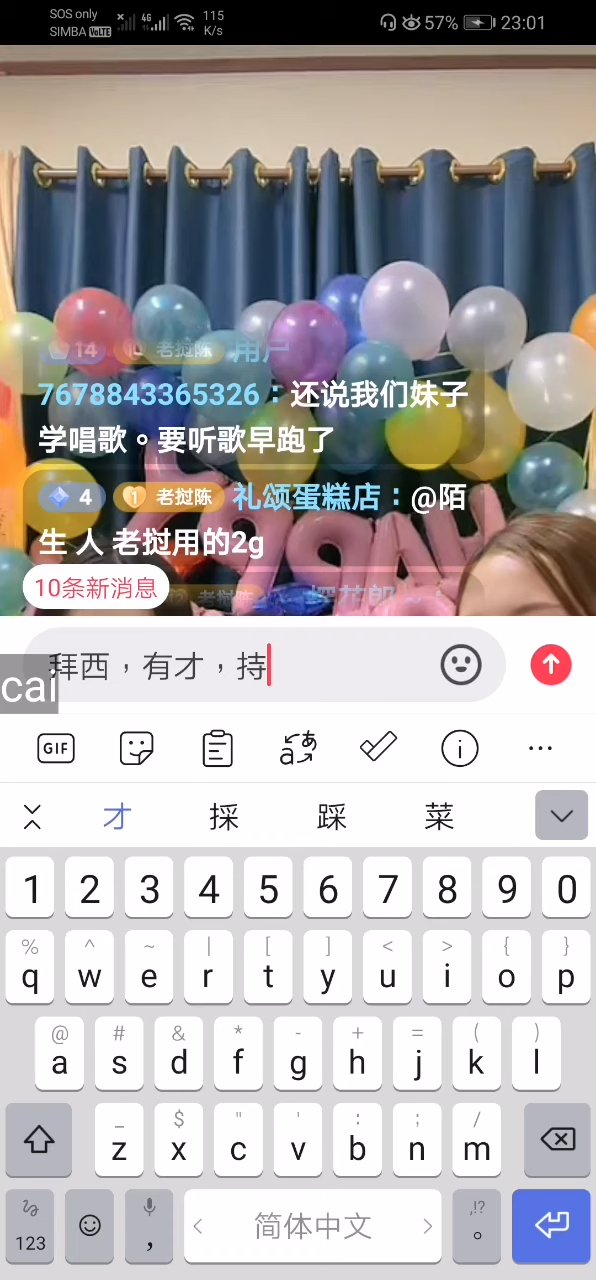 SOS only
SIMBA VoLTE
4G
115
K/s
57%
23:01
14 老挝陈 用户
7678843365326：还说我们妹子
学唱歌。要听歌早跑了
4 1 老挝陈 礼颂蛋糕店：@陌
生 人 老挝用的2g
10条新消息
拜西，有才，持
cai
GIF
才 採 踩 菜
1 2 3 4 5 6 7 8 9 0
% ^ ~ | [ ] < > { }
q w e r t y u i o p
@ # & * - + = ( )
a s d f g h j k l
_ $ " ' : ; /
z x c v b n m
123 , < 简体中文 > ,!? 。